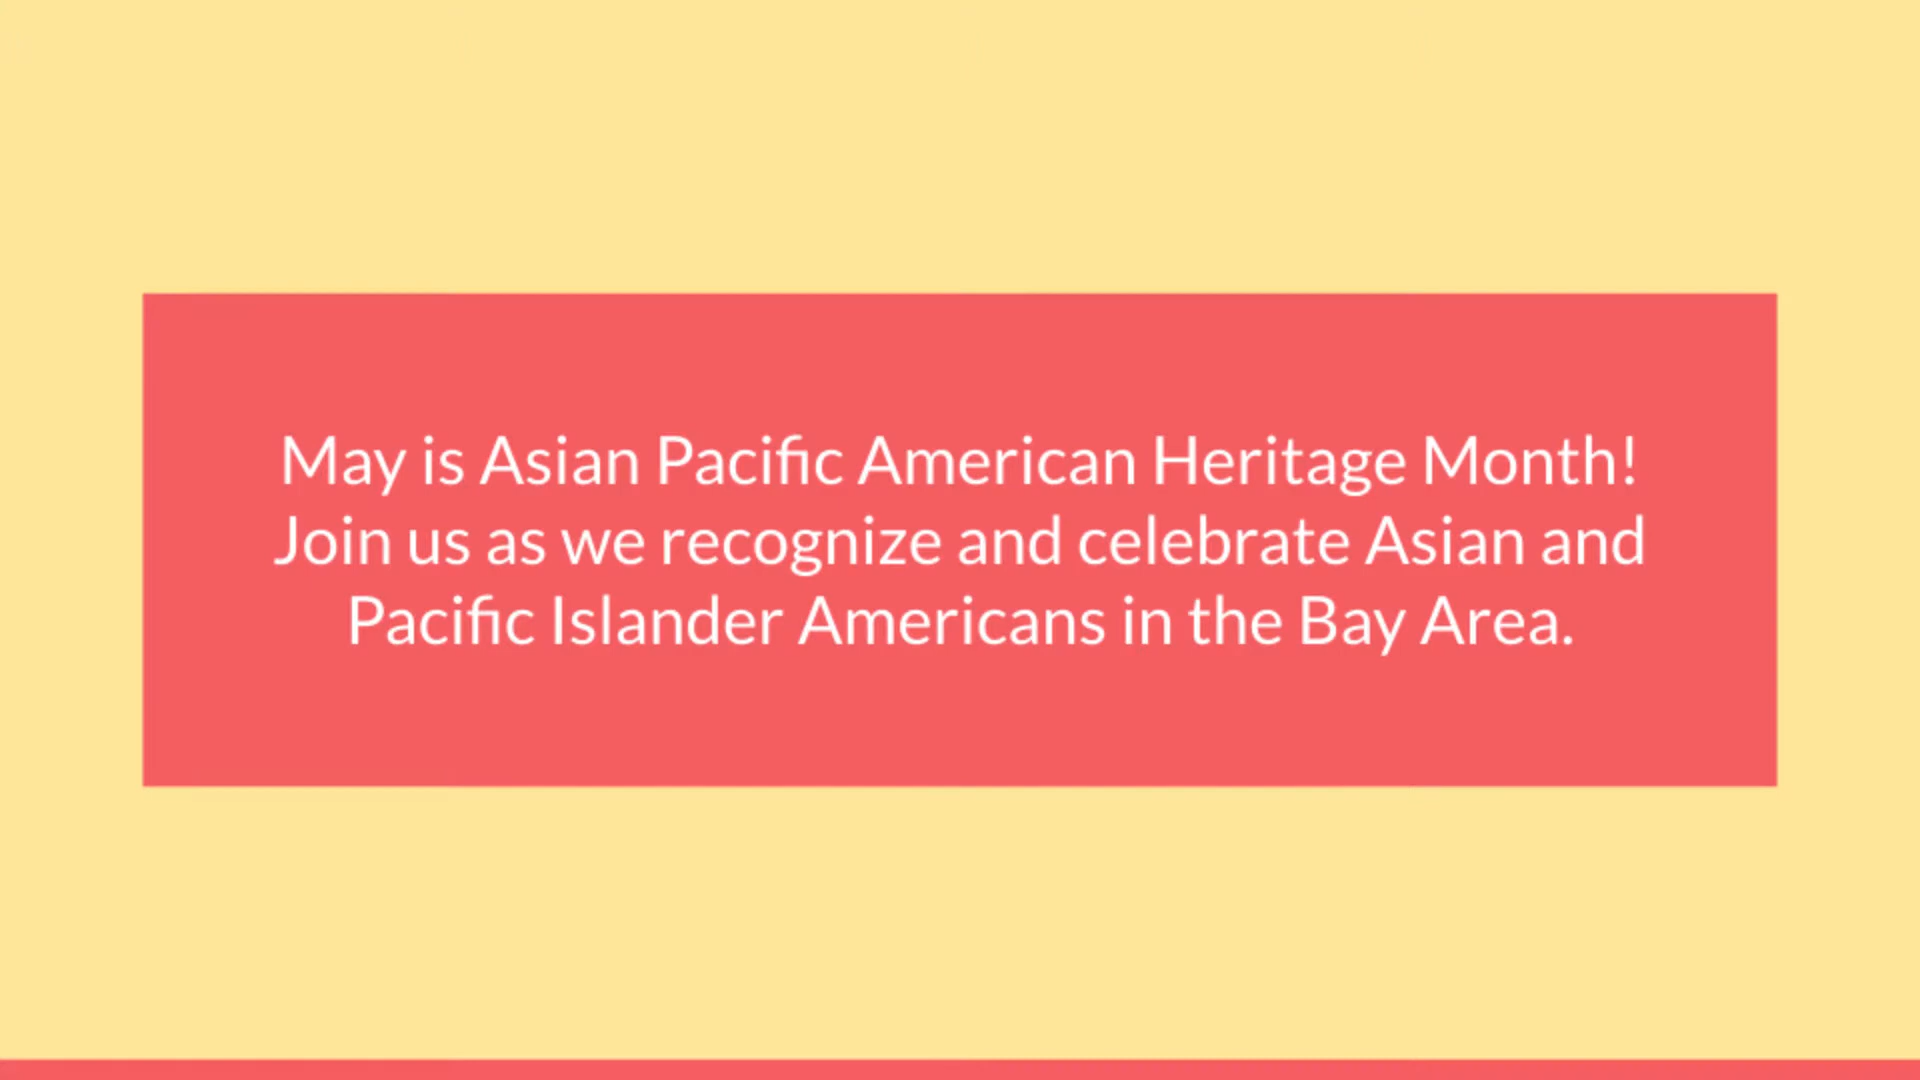 May is Asian Pacific American Heritage Month!
Join us as we recognize and celebrate Asian and
Pacific Islander Americans in the Bay Area.